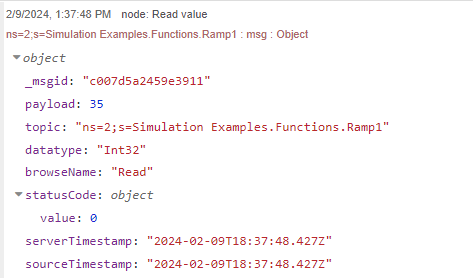 2/9/2024, 1:37:48 PM node: Read value
ns=2;s=Simulation Examples.Functions.Ramp1 : msg : Object
object
_msgid: "c007d5a2459e3911"
payload: 35
topic: "ns=2;s=Simulation Examples.Functions.Ramp1"
datatype: "Int32"
browseName: "Read"
statusCode: object
value: 0
serverTimestamp: "2024-02-09T18:37:48.427Z"
sourceTimestamp: "2024-02-09T18:37:48.427Z"